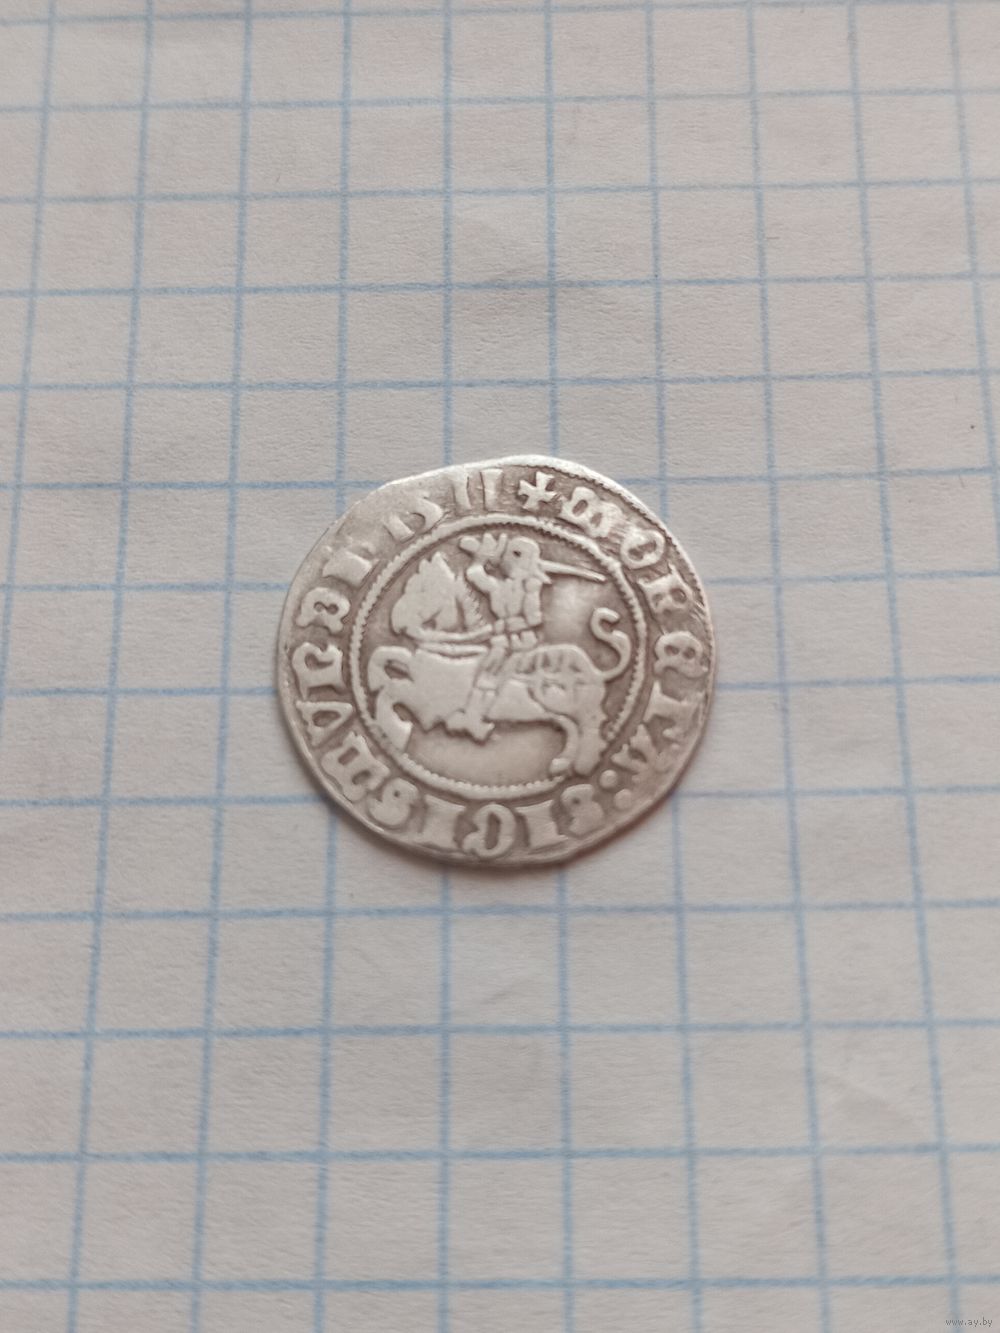 + MONETA : SIGISMVNDI 1511
www.ay.by